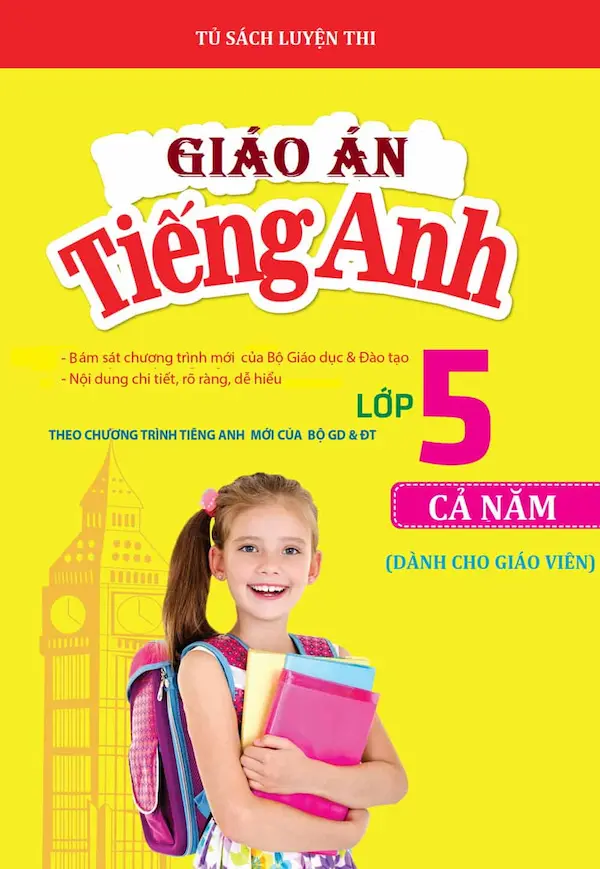 TỦ SÁCH LUYỆN THI
GIÁO ÁN
Tiếng Anh
- Bám sát chương trình mới của Bộ Giáo dục & Đào tạo
- Nội dung chi tiết, rõ ràng, dễ hiểu
LỚP 5
THEO CHƯƠNG TRÌNH TIẾNG ANH MỚI CỦA BỘ GD & ĐT
CẢ NĂM
(DÀNH CHO GIÁO VIÊN)